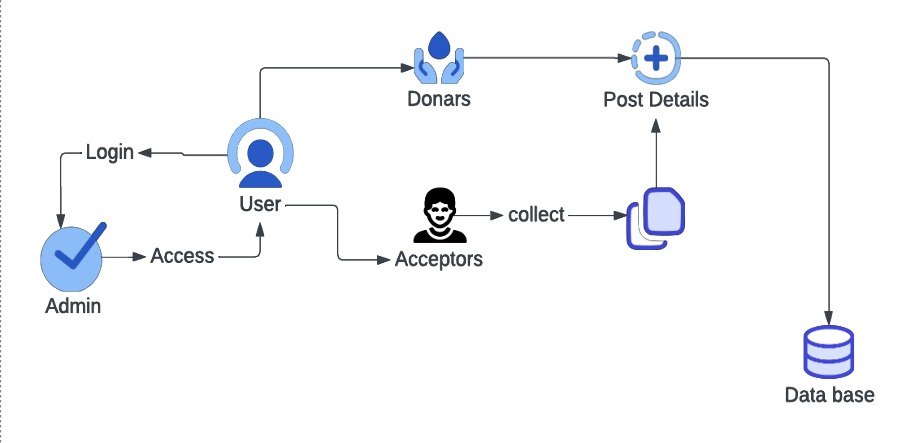 Donars
Post Details
Login
User
collect
Access
Acceptors
Admin
Data base